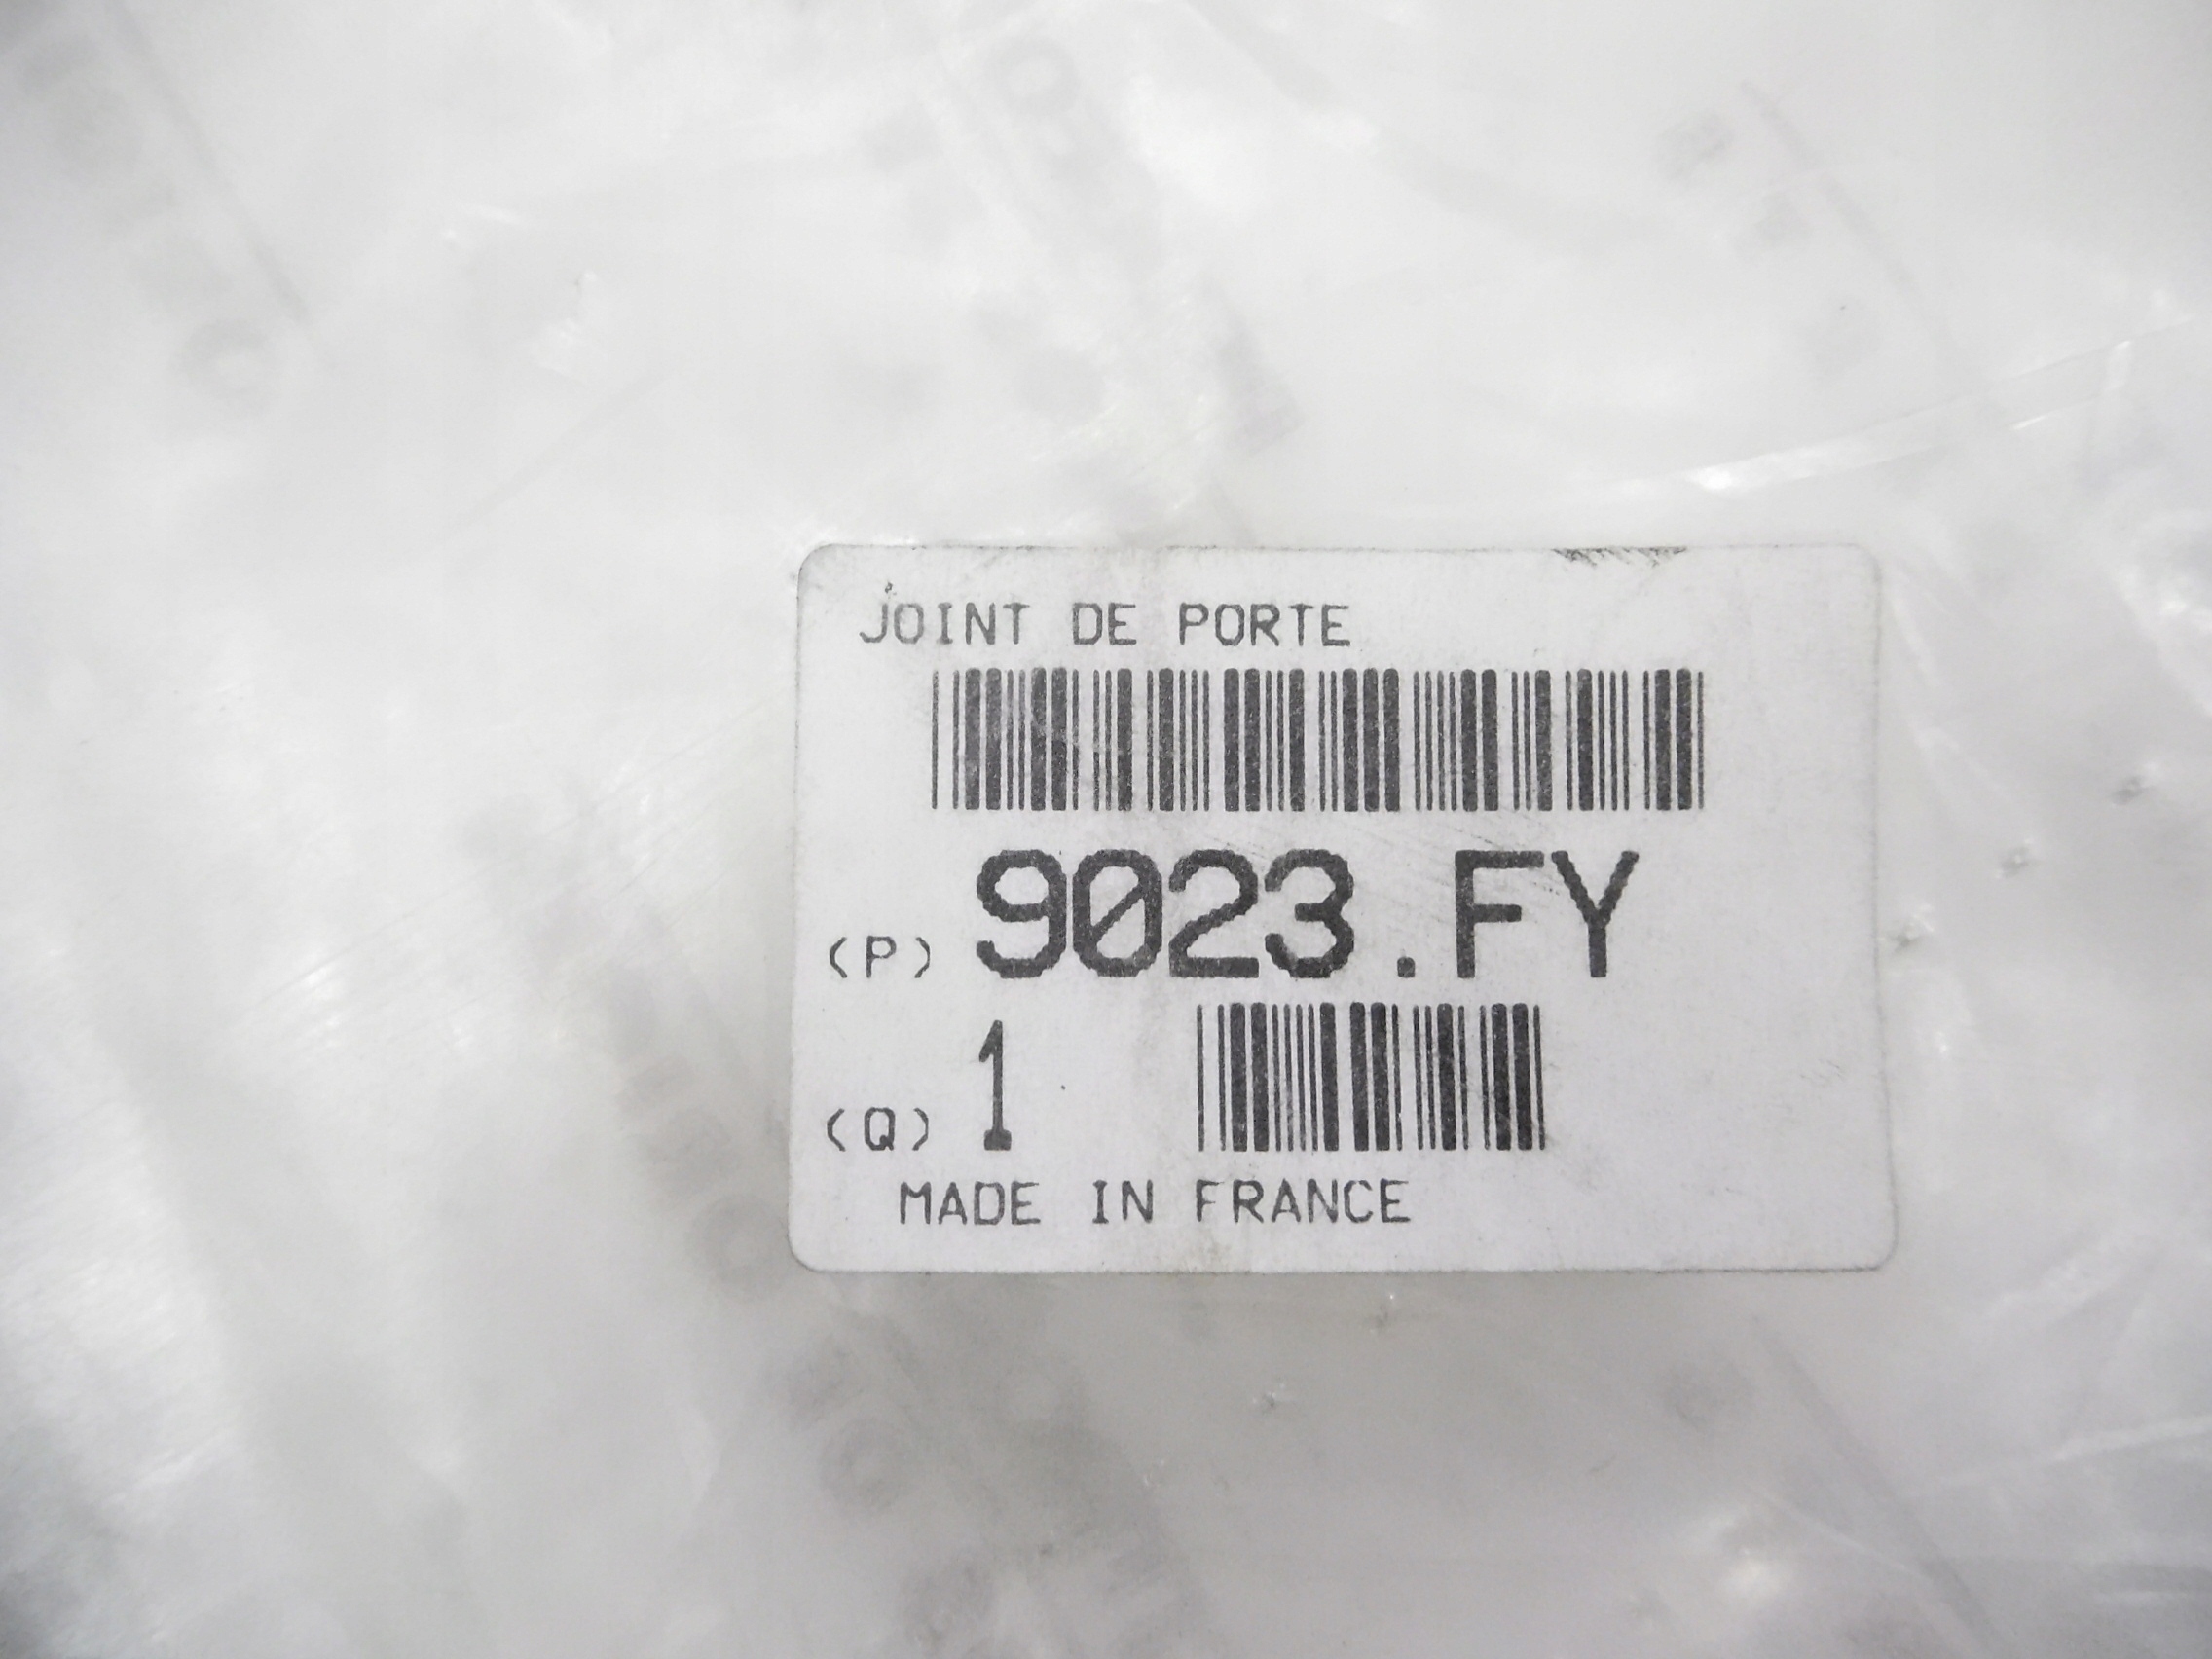 JOINT DE PORTE
(P) 9023.FY
(Q) 1
MADE IN FRANCE